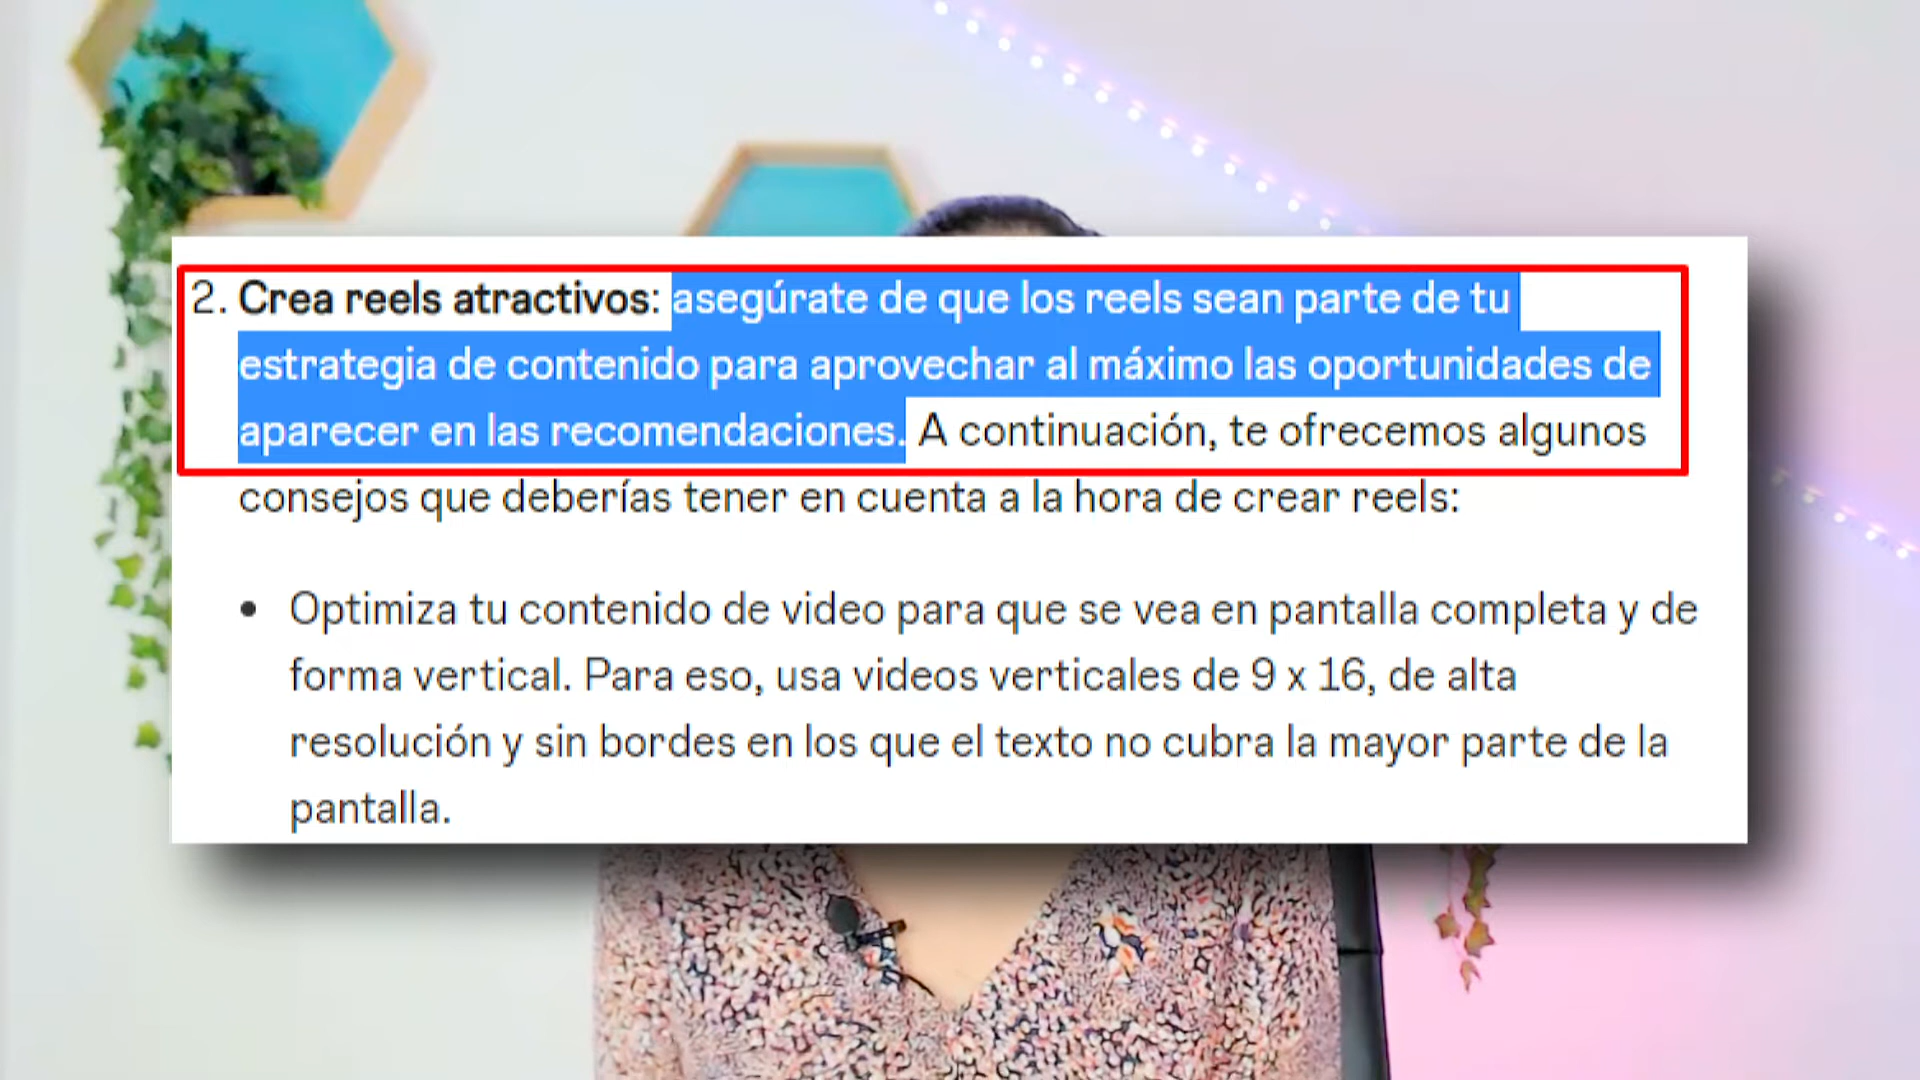 2. Crea reels atractivos: asegúrate de que los reels sean parte de tu
estrategia de contenido para aprovechar al máximo las oportunidades de
aparecer en las recomendaciones. A continuación, te ofrecemos algunos
consejos que deberías tener en cuenta a la hora de crear reels:
• Optimiza tu contenido de video para que se vea en pantalla completa y de
forma vertical. Para eso, usa videos verticales de 9 x 16, de alta
resolución y sin bordes en los que el texto no cubra la mayor parte de la
pantalla.